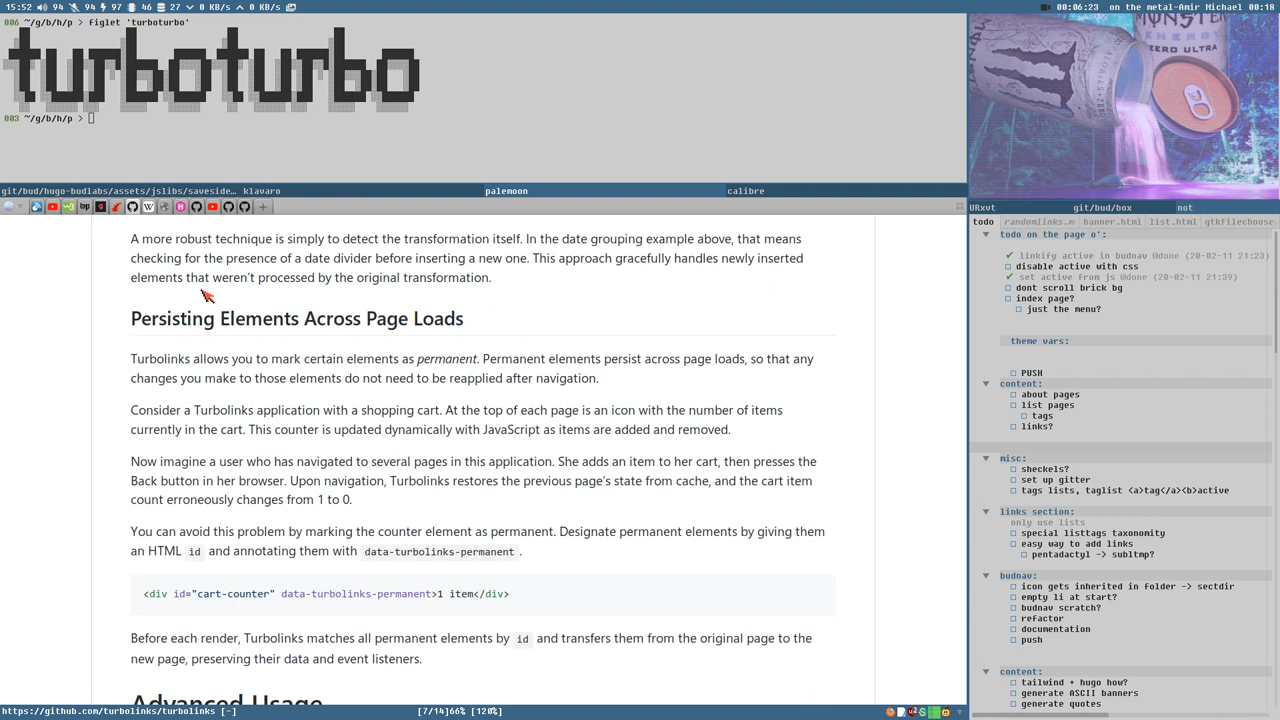 15:52 94 94 97 46 27 0 KB/s 0 KB/s
00:06:23 on the metal-Amir Michael 00:18
006 ~/g/b/h/p > figlet 'turboturbo'
turboturbo
003 ~/g/b/h/p >
git/bud/hugo-budlabs/assets/jslibs/saveside… klavaro palemoon calibre
A more robust technique is simply to detect the transformation itself. In the date grouping example above, that means
checking for the presence of a date divider before inserting a new one. This approach gracefully handles newly inserted
elements that weren't processed by the original transformation.
Persisting Elements Across Page Loads
Turbolinks allows you to mark certain elements as permanent. Permanent elements persist across page loads, so that any
changes you make to those elements do not need to be reapplied after navigation.
Consider a Turbolinks application with a shopping cart. At the top of each page is an icon with the number of items
currently in the cart. This counter is updated dynamically with JavaScript as items are added and removed.
Now imagine a user who has navigated to several pages in this application. She adds an item to her cart, then presses the
Back button in her browser. Upon navigation, Turbolinks restores the previous page's state from cache, and the cart item
count erroneously changes from 1 to 0.
You can avoid this problem by marking the counter element as permanent. Designate permanent elements by giving them
an HTML id and annotating them with data-turbolinks-permanent .
<div id="cart-counter" data-turbolinks-permanent>1 item</div>
Before each render, Turbolinks matches all permanent elements by id and transfers them from the original page to the
new page, preserving their data and event listeners.
Advanced Usage
https://github.com/turbolinks/turbolinks [-] [7/14]66% [120%]
MONSTER
ENERGY
ZERO ULTRA
URxvt git/bud/box not
todo randomlinks.m banner.html list.html gtkfilechoose
todo on the page o':
✓ linkify active in budnav @done (20-02-11 21:23)
disable active with css
✓ set active from js @done (20-02-11 21:39)
dont scroll brick bg
index page?
just the menu?
theme vars:
PUSH
content:
about pages
list pages
tags
links?
misc:
sheckels?
set up gitter
tags lists, taglist <a>tag</a><b>active
links section:
only use lists
special listtags taxonomity
easy way to add links
pentadactyl -> subltmp?
budnav:
icon gets inherited in folder -> sectdir
empty li at start?
budnav scratch?
refactor
documentation
push
content:
tailwind + hugo how?
generate ASCII banners
generate quotes